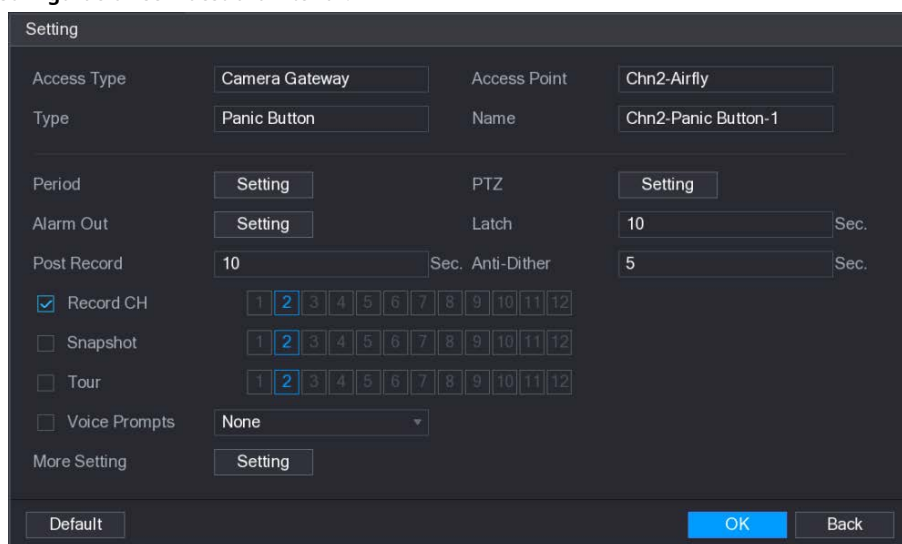 Setting
Access Type Camera Gateway Access Point Chn2-Airfly
Type Panic Button Name Chn2-Panic Button-1
Period Setting PTZ Setting
Alarm Out Setting Latch 10 Sec.
Post Record 10 Sec. Anti-Dither 5 Sec.
Record CH 1 2 3 4 5 6 7 8 9 10 11 12
Snapshot 1 2 3 4 5 6 7 8 9 10 11 12
Tour 1 2 3 4 5 6 7 8 9 10 11 12
Voice Prompts None
More Setting Setting
Default OK Back